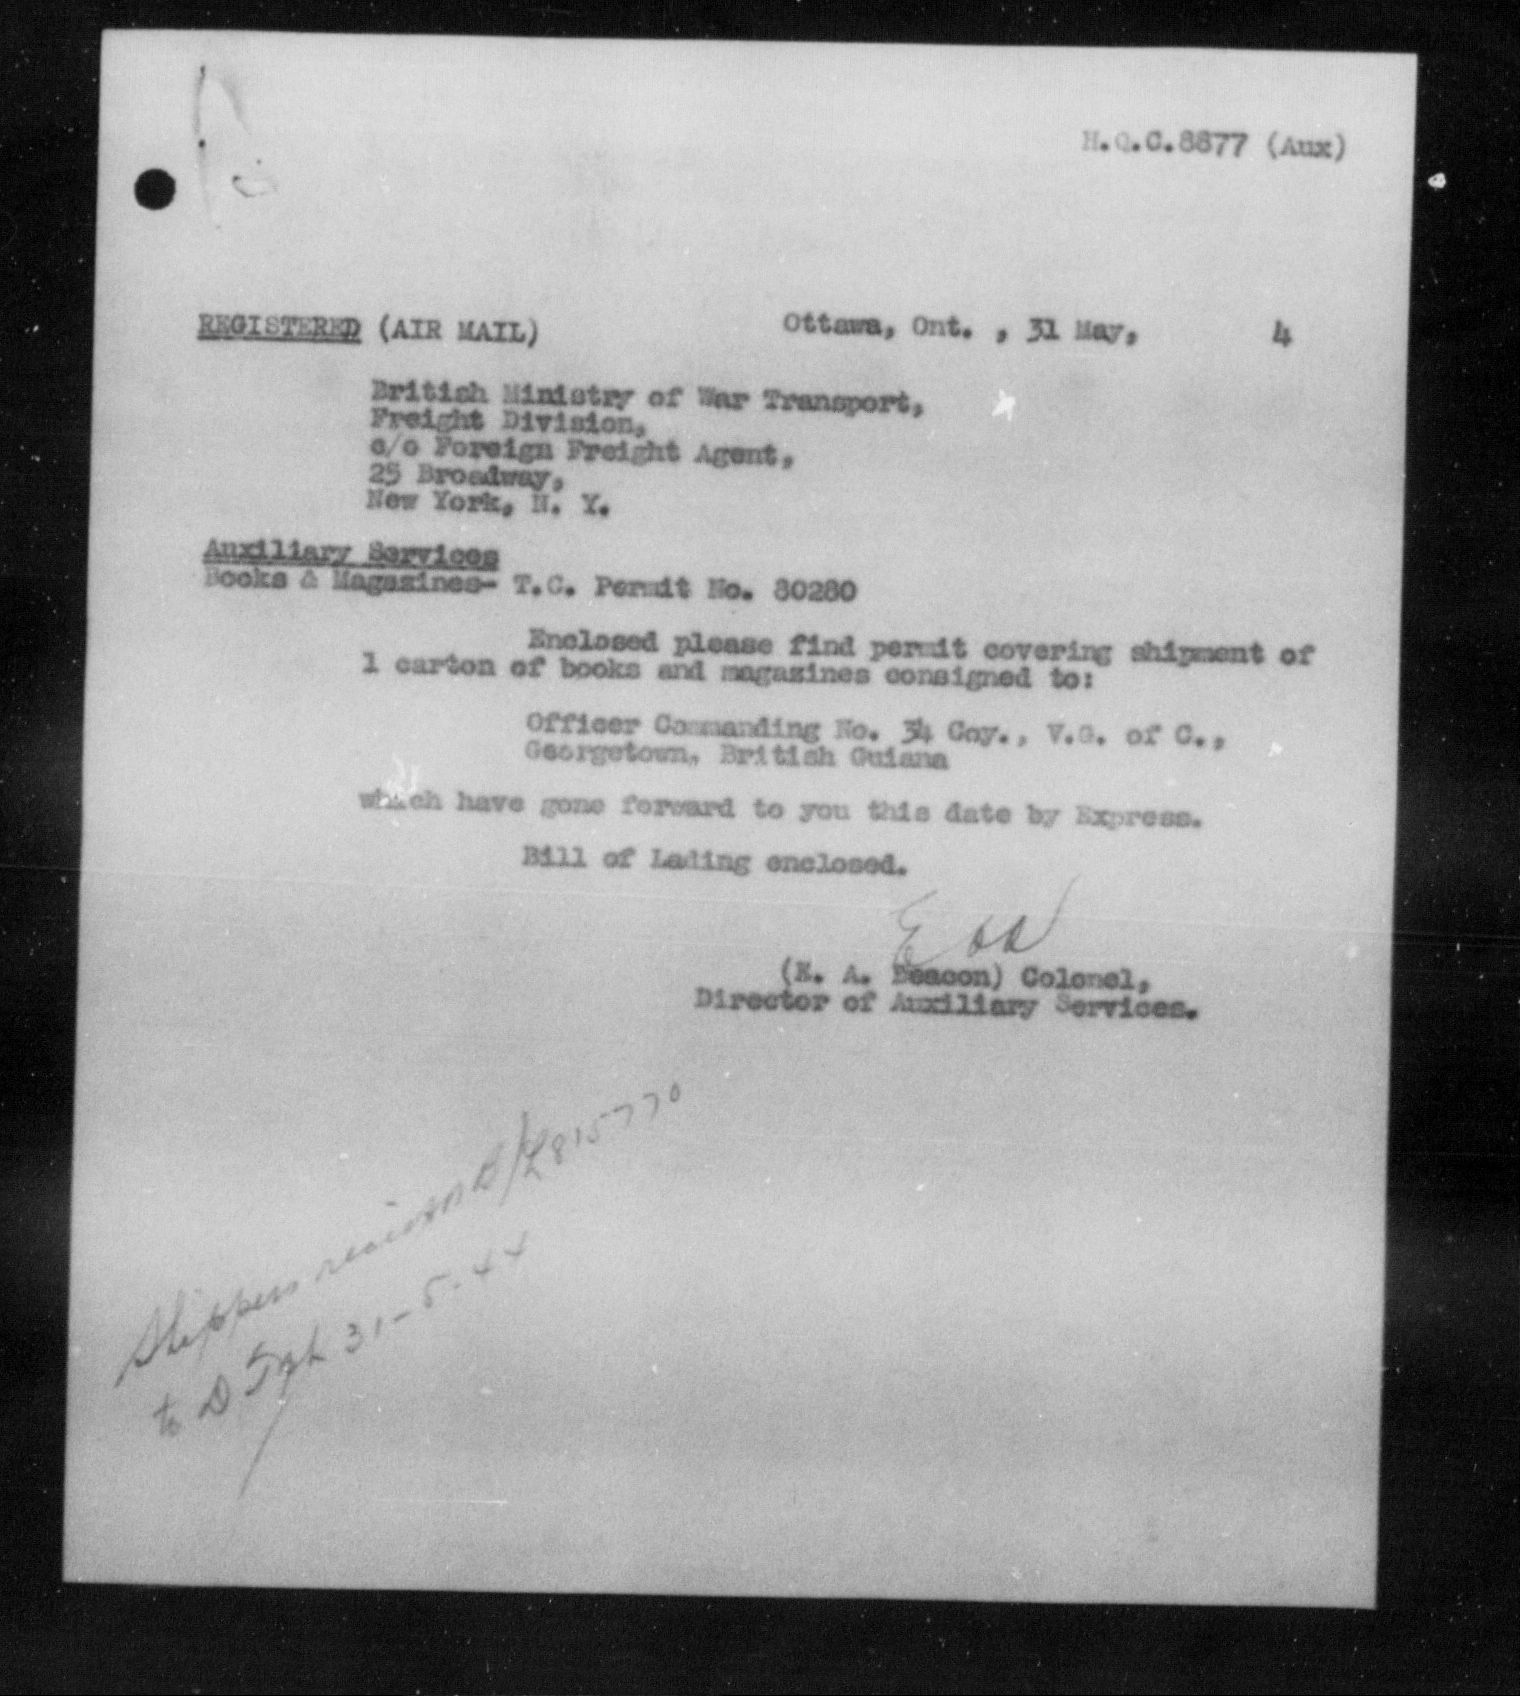 H.Q.C.8877 (Aux)
REGISTERED (AIR MAIL)
Ottawa, Ont. , 31 May, 4
British Ministry of War Transport,
Freight Division,
c/o Foreign Freight Agent,
25 Broadway,
New York, N. Y.
Auxiliary Services
Books & Magazines- T.C. Permit No. 80280
Enclosed please find permit covering shipment of
1 carton of books and magazines consigned to:
Officer Commanding No. 34 Coy., V.G. of C.,
Georgetown, British Guiana
which have gone forward to you this date by Express.
Bill of Lading enclosed.
(E. A. Deacon) Colonel,
Director of Auxiliary Services.
Shippers B/L 815770
to D 31-5-44